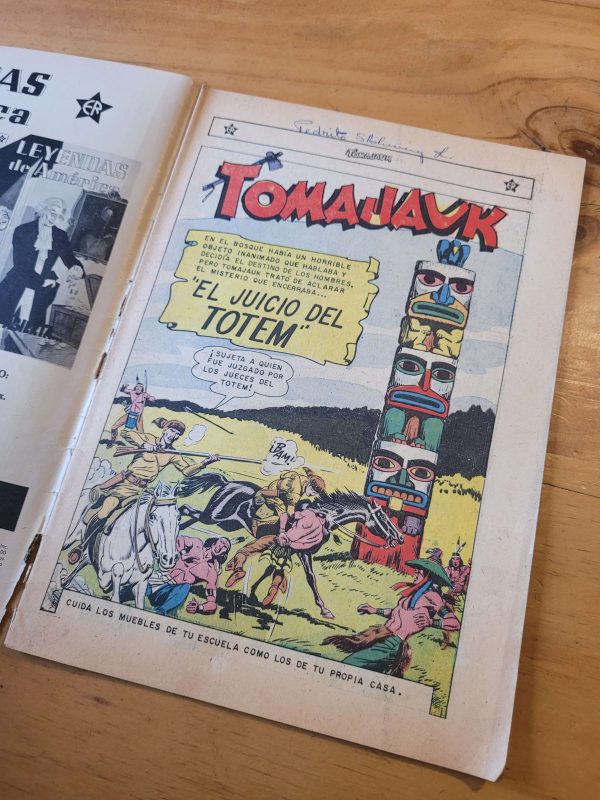 AS
ca
ER
LEYENDAS
de América
O:
TOMAJAUK
TOMAJAUK
EN EL BOSQUE HABÍA UN HORRIBLE
OBJETO INANIMADO QUE HABLABA Y
DECIDÍA EL DESTINO DE LOS HOMBRES,
PERO TOMAJAUK TRATÓ DE ACLARAR
EL MISTERIO QUE ENCERRABA...
"EL JUICIO DEL
TOTEM"
¡SUJETA A QUIEN
FUE JUZGADO POR
LOS JUECES DEL
TOTEM!
¡BAM!
CUIDA LOS MUEBLES DE TU ESCUELA COMO LOS DE TU PROPIA CASA.